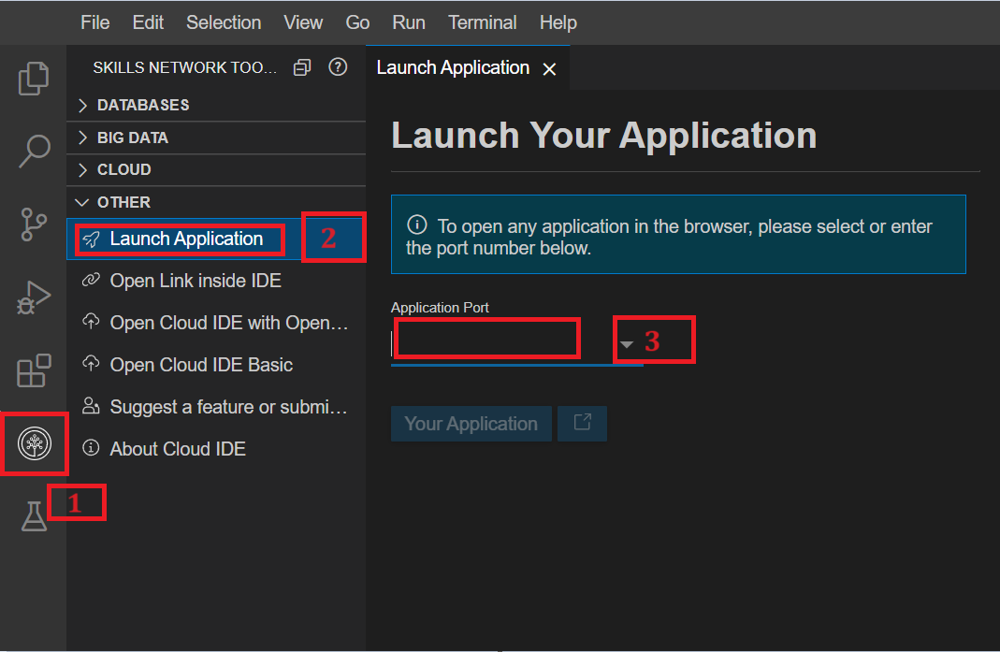 File Edit Selection View Go Run Terminal Help
SKILLS NETWORK TOO...
Launch Application
DATABASES
BIG DATA
CLOUD
OTHER
Launch Application
2
Open Link inside IDE
Open Cloud IDE with Open...
Open Cloud IDE Basic
Suggest a feature or submi...
About Cloud IDE
1
Launch Your Application
To open any application in the browser, please select or enter
the port number below.
Application Port
3
Your Application